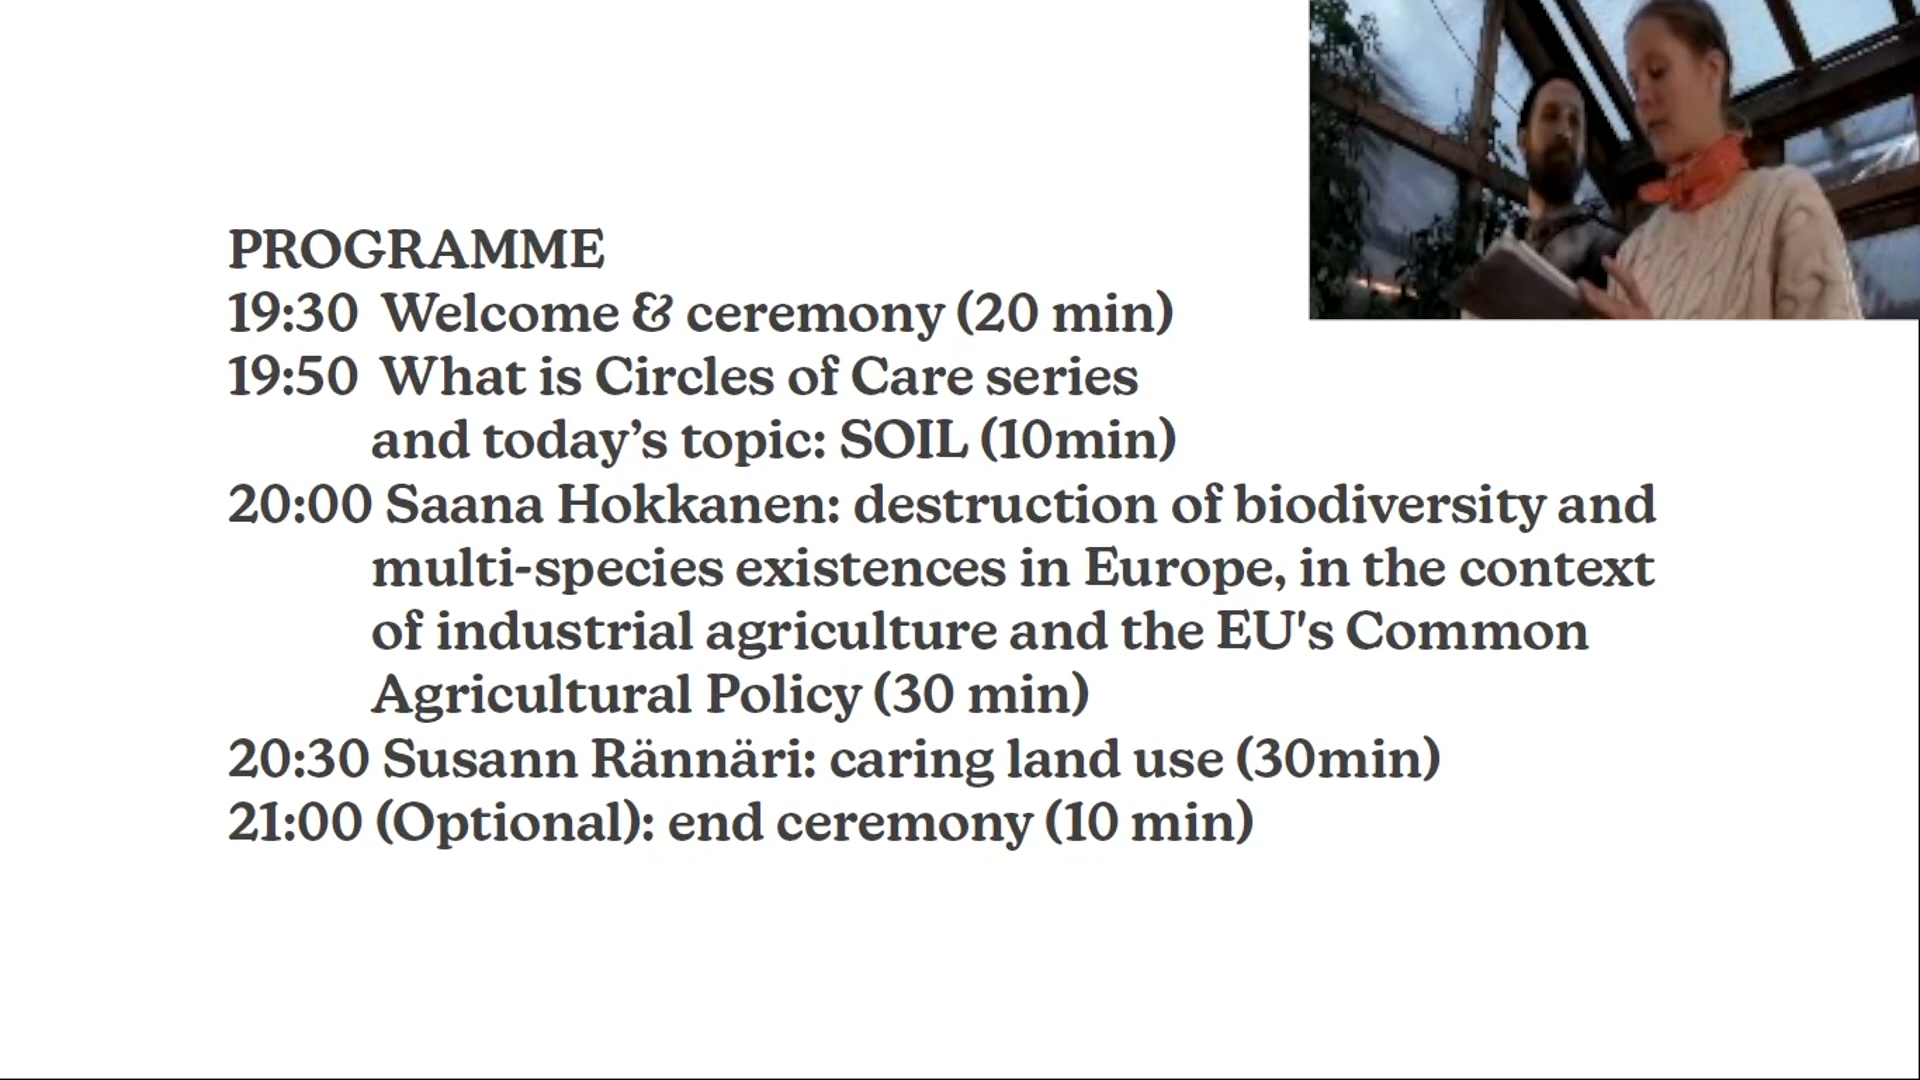 PROGRAMME
19:30 Welcome & ceremony (20 min)
19:50 What is Circles of Care series
and today’s topic: SOIL (10min)
20:00 Saana Hokkanen: destruction of biodiversity and
multi-species existences in Europe, in the context
of industrial agriculture and the EU's Common
Agricultural Policy (30 min)
20:30 Susann Rännäri: caring land use (30min)
21:00 (Optional): end ceremony (10 min)